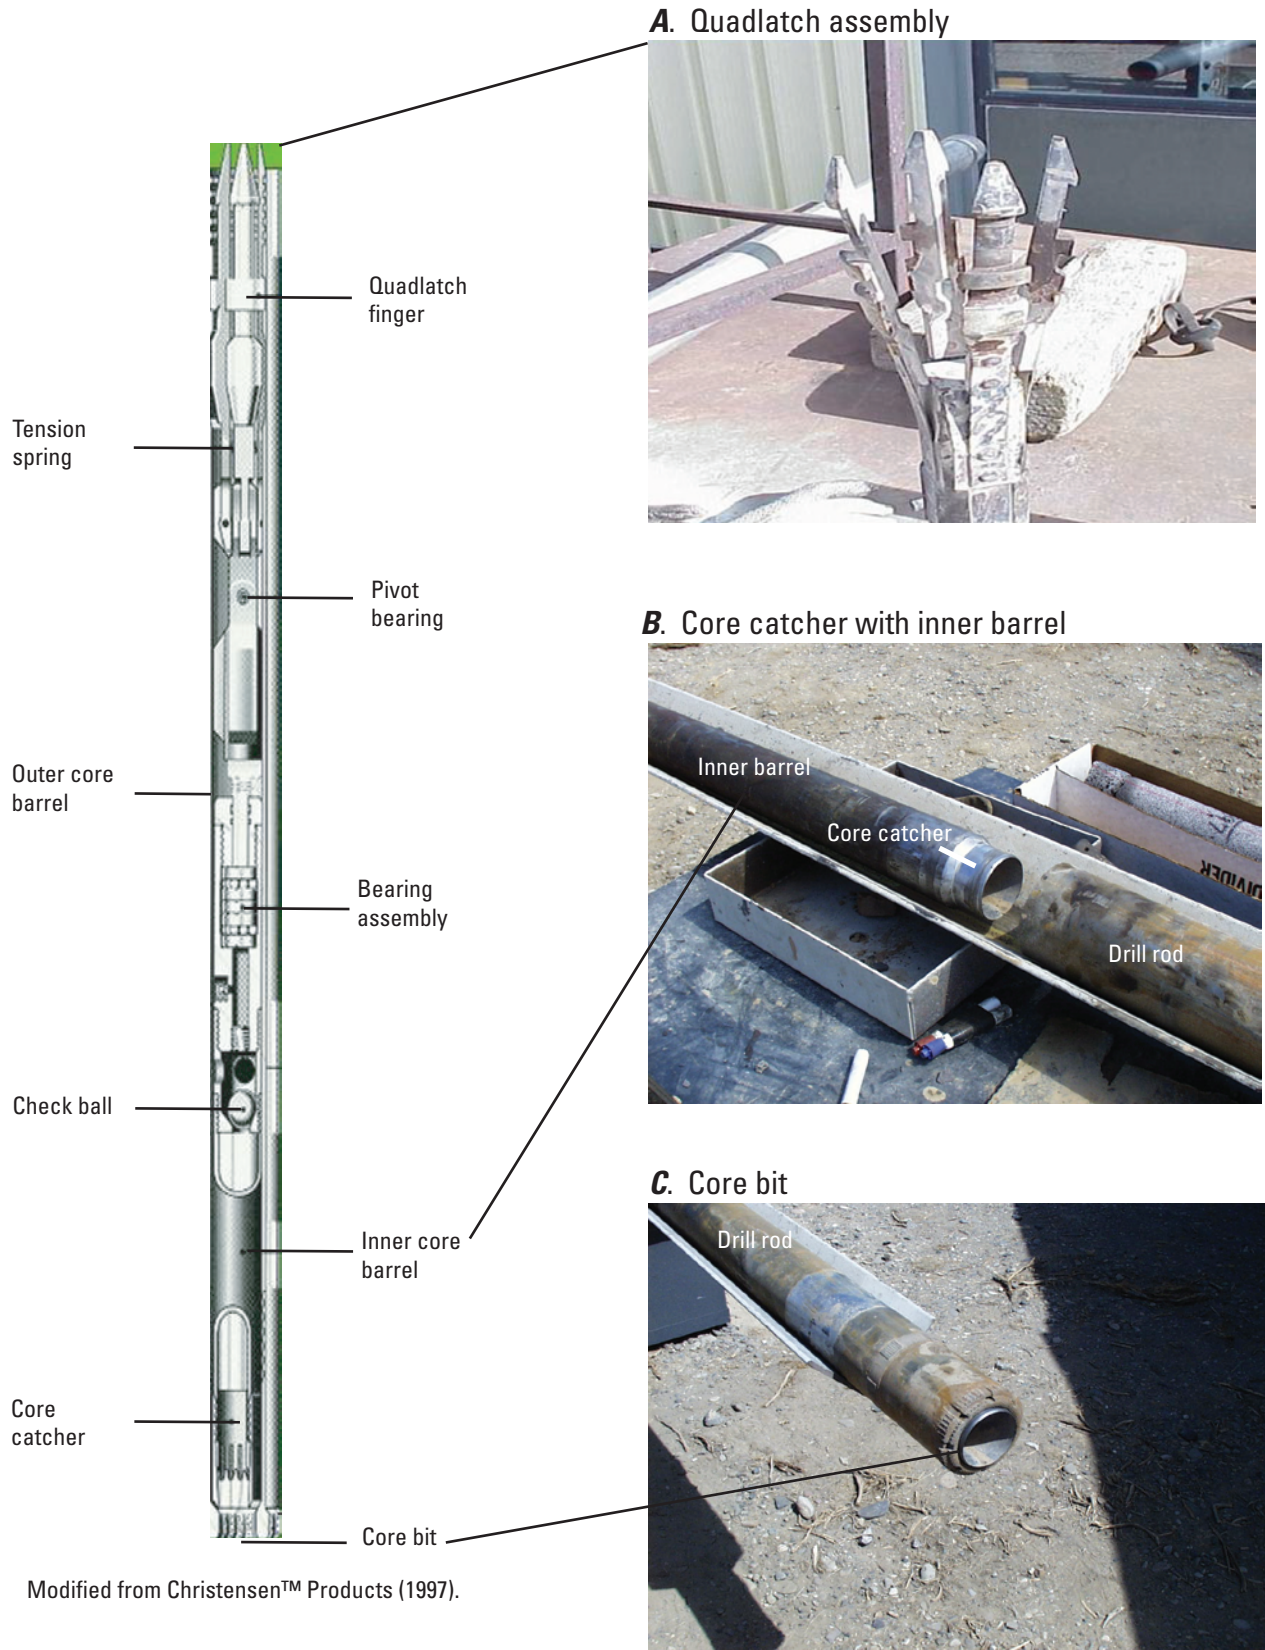 A. Quadlatch assembly
Quadlatch
finger
Tension
spring
Pivot
bearing
B. Core catcher with inner barrel
Inner barrel
Core catcher
Drill rod
DIVIDER
Outer core
barrel
Bearing
assembly
Check ball
C. Core bit
Drill rod
Inner core
barrel
Core
catcher
Core bit
Modified from Christensen™ Products (1997).